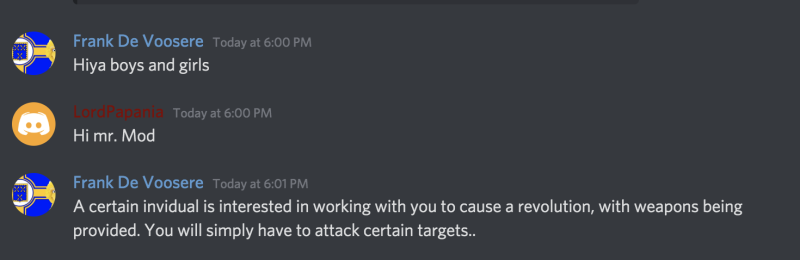 Frank De Voosere Today at 6:00 PM
Hiya boys and girls
LordPapania Today at 6:00 PM
Hi mr. Mod
Frank De Voosere Today at 6:01 PM
A certain invidual is interested in working with you to cause a revolution, with weapons being
provided. You will simply have to attack certain targets..